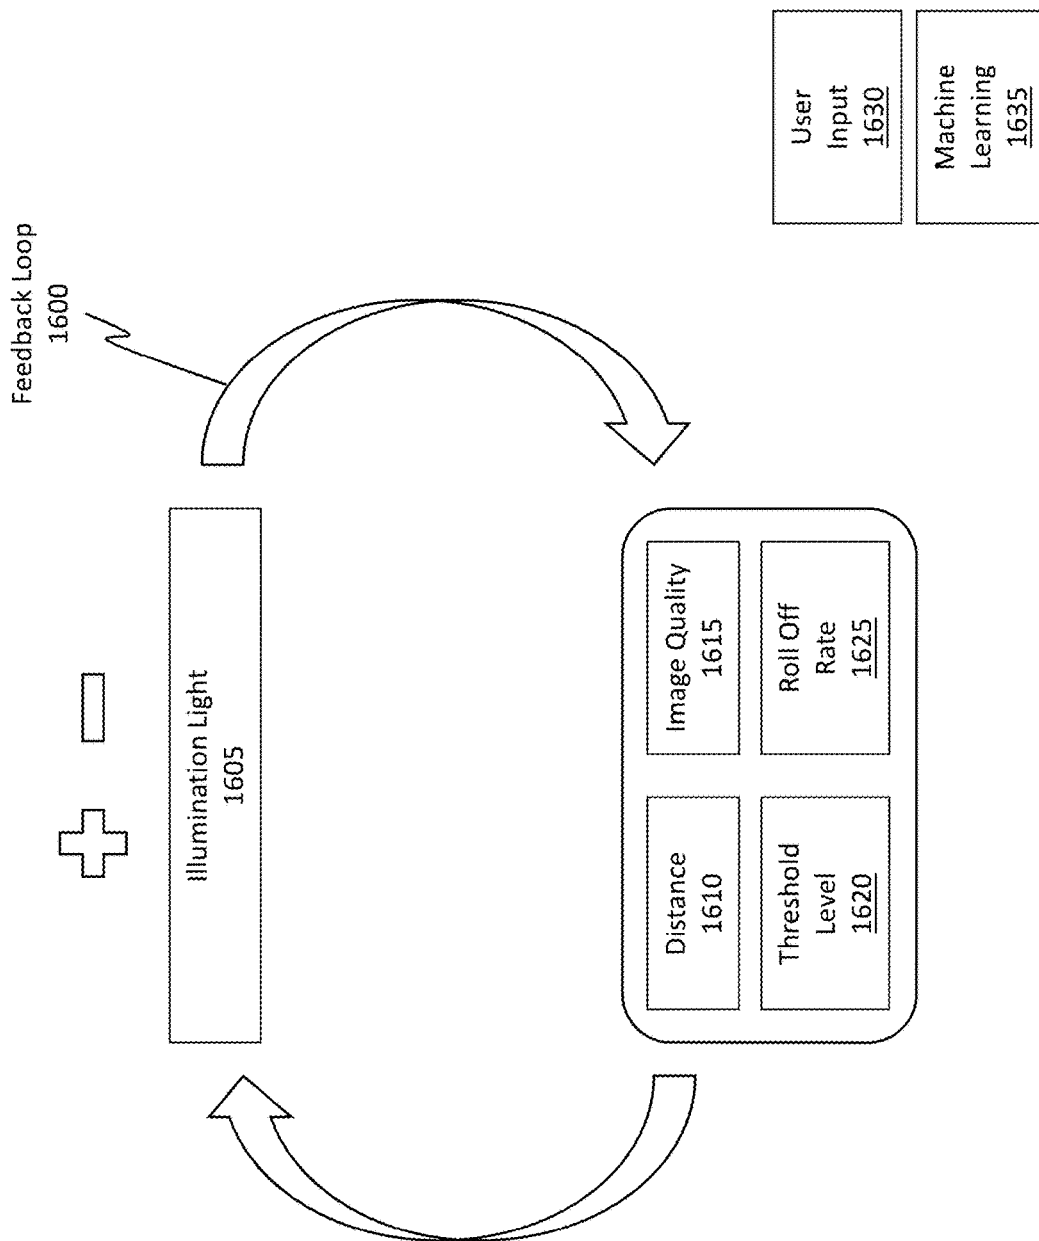 Feedback Loop
1600
Illumination Light
1605
Distance
1610
Image Quality
1615
Threshold
Level
1620
Roll Off
Rate
1625
User
Input
1630
Machine
Learning
1635